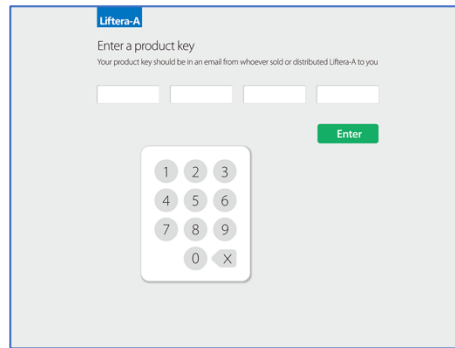 Liftera-A
Enter a product key
Your product key should be in an email from whoever sold or distributed Liftera-A to you
Enter
1 2 3
4 5 6
7 8 9
0 X